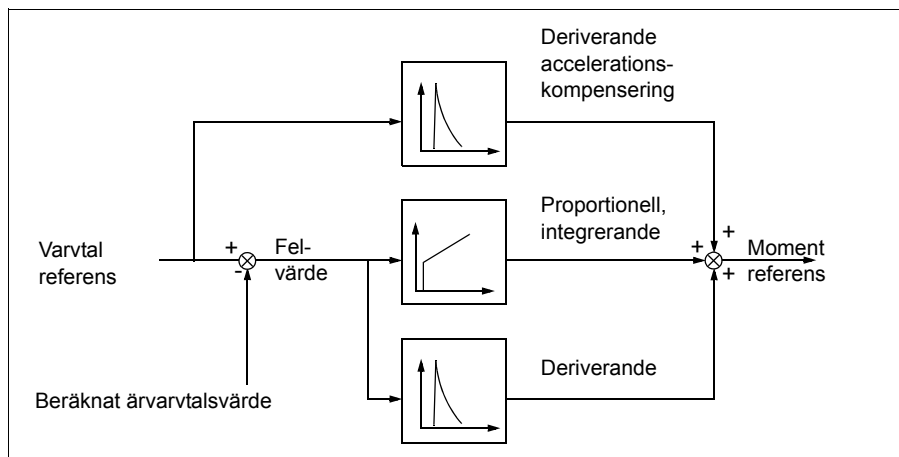 Deriverande
accelerations-
kompensering
Proportionell,
integrerande
Varvtal
referens
+
-
Fel-
värde
+
+
+
Moment
referens
Deriverande
Beräknat ärvarvtalsvärde